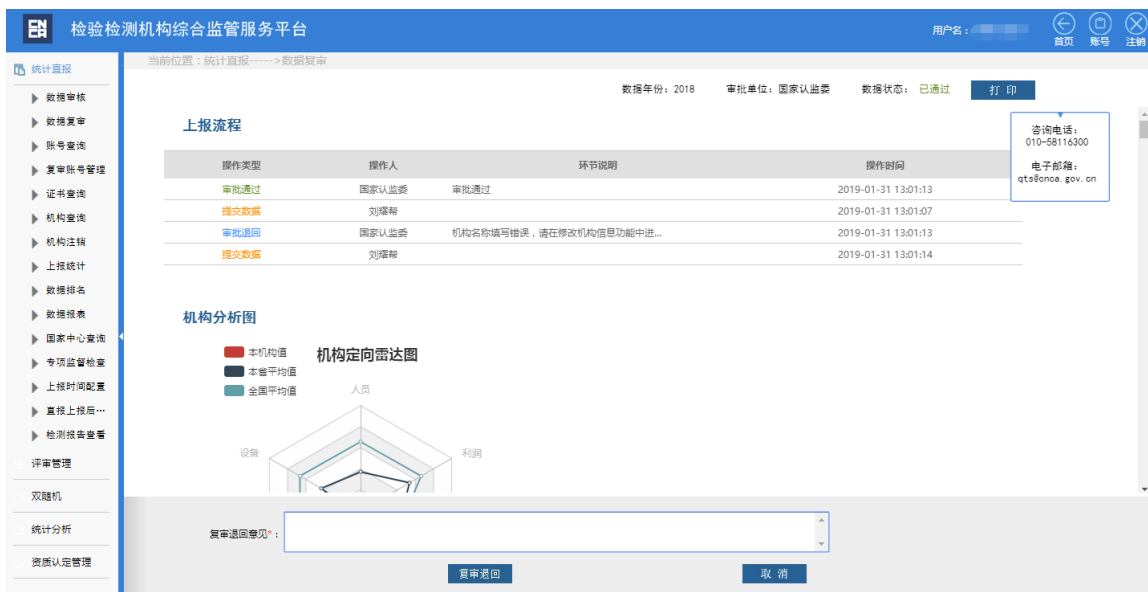 检验检测机构综合监管服务平台
用户名：
首页 账号 注销
统计直报
当前位置：统计直报----->数据复审
数据年份：2018 审批单位：国家认监委 数据状态： 已通过 打 印
数据审核
数据复审
账号查询
复审账号管理
证书查询
机构查询
机构注销
上报统计
数据排名
数据报表
国家中心查询
专项监督检查
上报时间配置
直报上报后…
检测报告查看
评审管理
双随机
统计分析
资质认定管理
上报流程
咨询电话：
010-58116300
电子邮箱：
qts@cnca.gov.cn
操作类型 操作人 环节说明 操作时间
审批通过 国家认监委 审批通过 2019-01-31 13:01:13
提交数据 刘耀帮 2019-01-31 13:01:07
审批退回 国家认监委 机构名称填写错误，请在修改机构信息功能中进... 2019-01-31 13:01:13
提交数据 刘耀帮 2019-01-31 13:01:14
机构分析图
本机构值
本省平均值
全国平均值
机构定向雷达图
人员
设备
利润
复审退回意见*：
复审退回 取 消